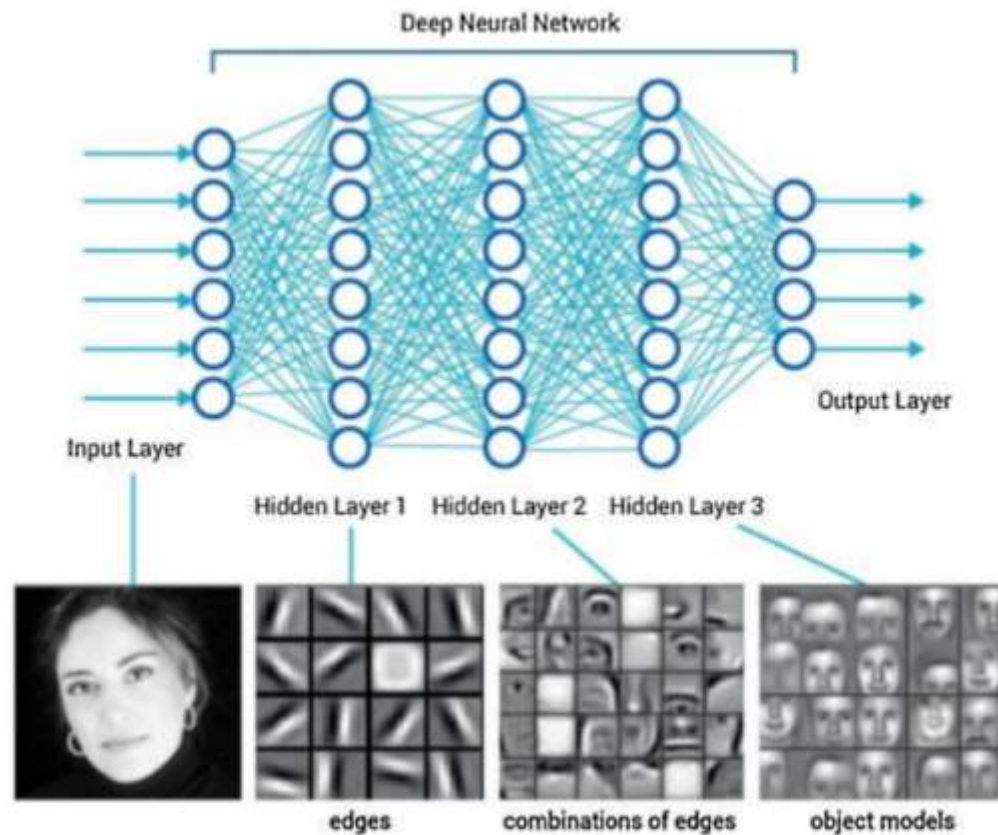 Deep Neural Network
Output Layer
Input Layer
Hidden Layer 1 Hidden Layer 2 Hidden Layer 3
edges combinations of edges object models